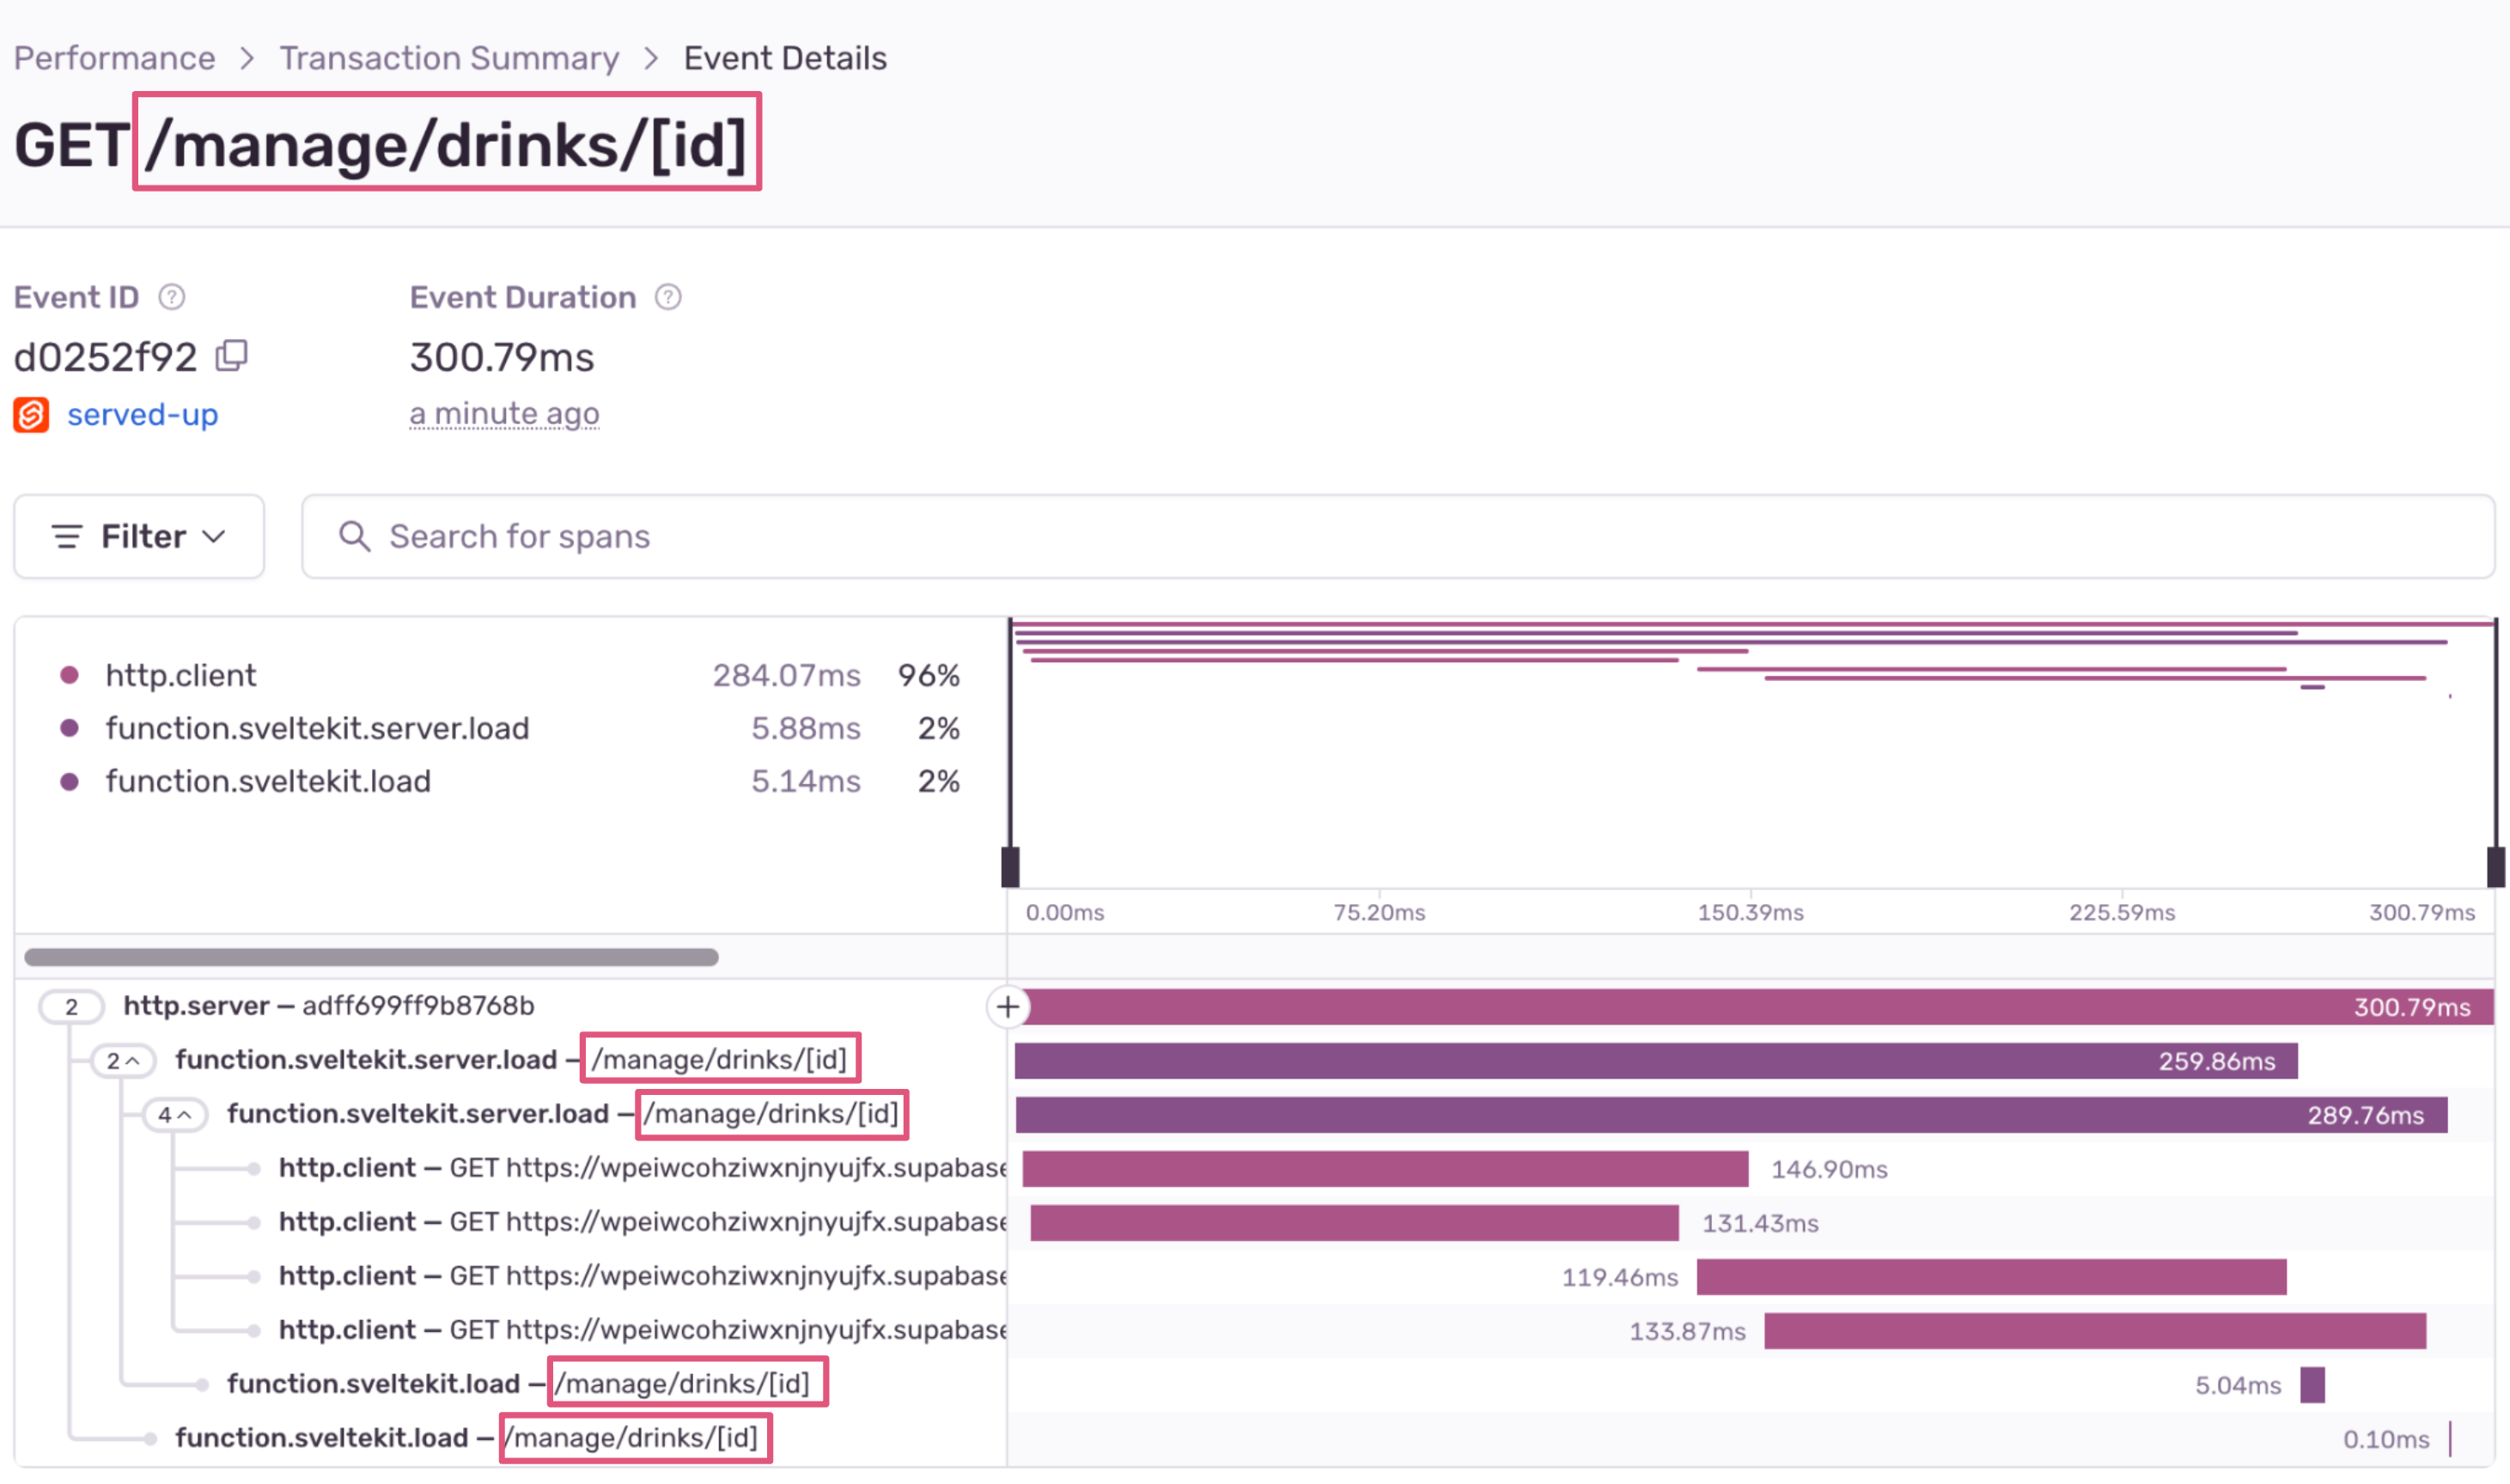 Performance > Transaction Summary > Event Details
GET /manage/drinks/[id]
Event ID ? Event Duration ?
d0252f92 300.79ms
served-up a minute ago
Filter Search for spans
http.client 284.07ms 96%
function.sveltekit.server.load 5.88ms 2%
function.sveltekit.load 5.14ms 2%
0.00ms 75.20ms 150.39ms 225.59ms 300.79ms
2 http.server — adff699ff9b8768b + 300.79ms
2 function.sveltekit.server.load — /manage/drinks/[id] 259.86ms
4 function.sveltekit.server.load — /manage/drinks/[id] 289.76ms
http.client — GET https://wpeiwcohziwxnjnyujfx.supabase 146.90ms
http.client — GET https://wpeiwcohziwxnjnyujfx.supabase 131.43ms
http.client — GET https://wpeiwcohziwxnjnyujfx.supabase 119.46ms
http.client — GET https://wpeiwcohziwxnjnyujfx.supabase 133.87ms
function.sveltekit.load — /manage/drinks/[id] 5.04ms
function.sveltekit.load — /manage/drinks/[id] 0.10ms